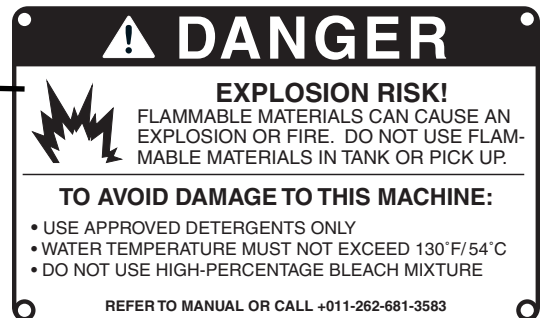 DANGER
EXPLOSION RISK!
FLAMMABLE MATERIALS CAN CAUSE AN
EXPLOSION OR FIRE. DO NOT USE FLAM-
MABLE MATERIALS IN TANK OR PICK UP.
TO AVOID DAMAGE TO THIS MACHINE:
• USE APPROVED DETERGENTS ONLY
• WATER TEMPERATURE MUST NOT EXCEED 130˚F/54˚C
• DO NOT USE HIGH-PERCENTAGE BLEACH MIXTURE
REFER TO MANUAL OR CALL +011-262-681-3583